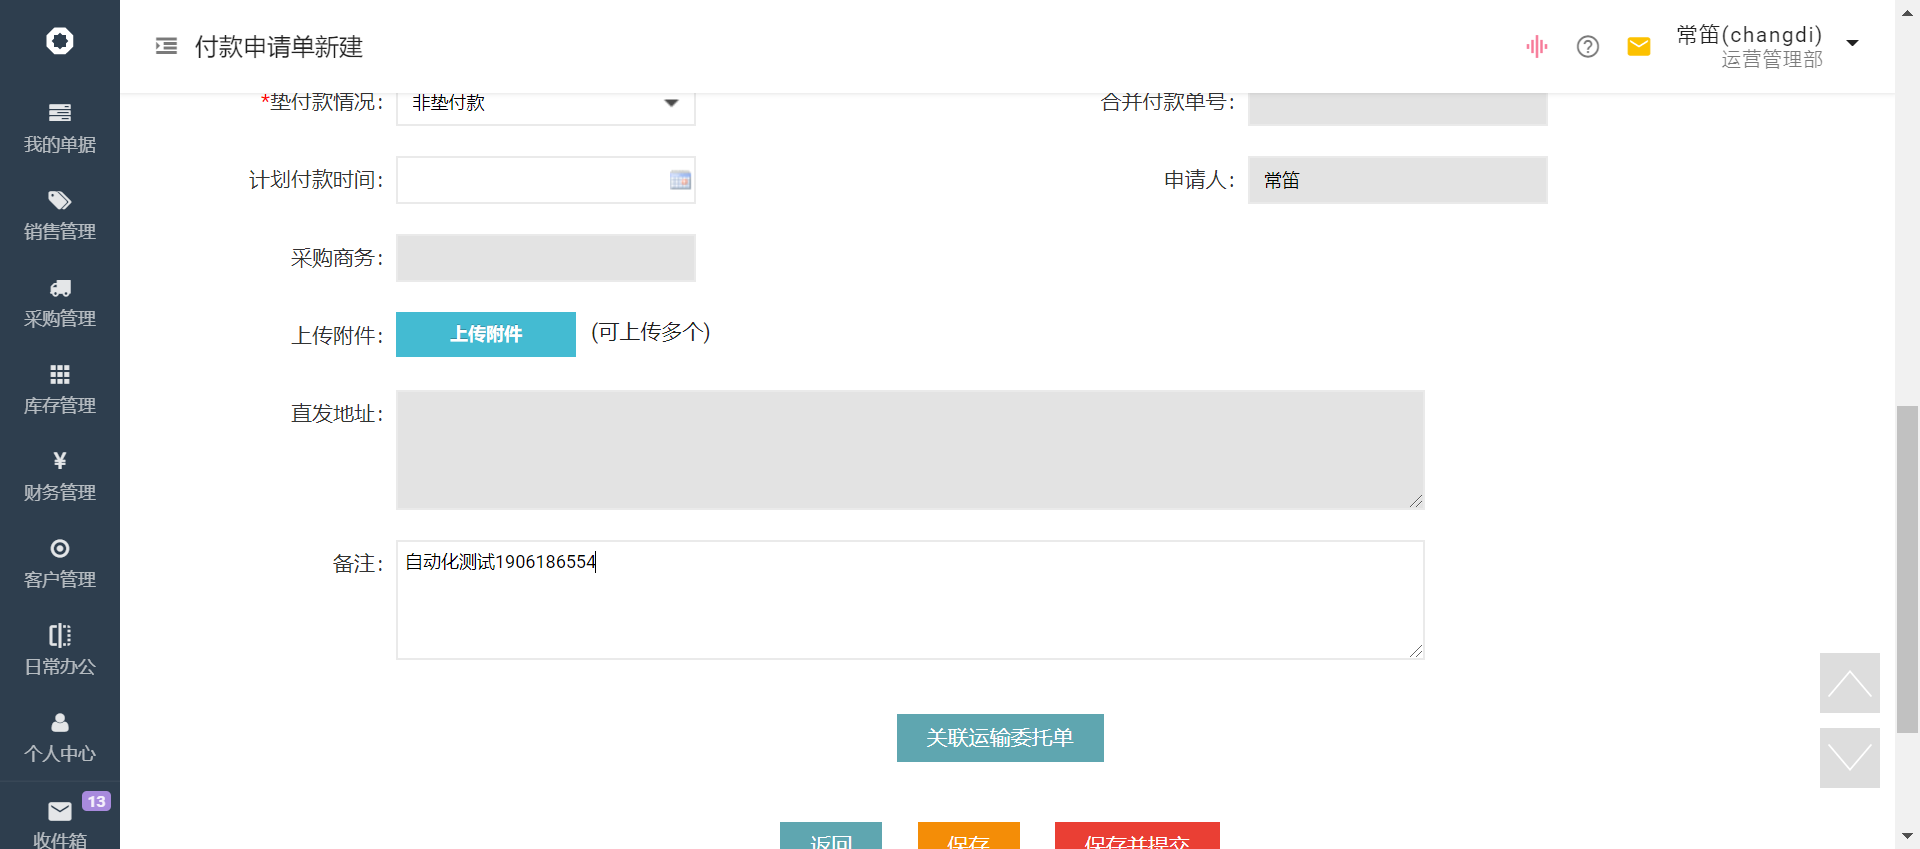 付款申请单新建
常笛(changdi)
运营管理部
我的单据
销售管理
采购管理
库存管理
财务管理
客户管理
日常办公
个人中心
13
收件箱
*垫付款情况:
非垫付款
合并付款单号:
计划付款时间:
申请人:
常笛
采购商务:
上传附件:
上传附件
(可上传多个)
直发地址:
备注:
自动化测试1906186554
关联运输委托单
返回
保存
保存并提交